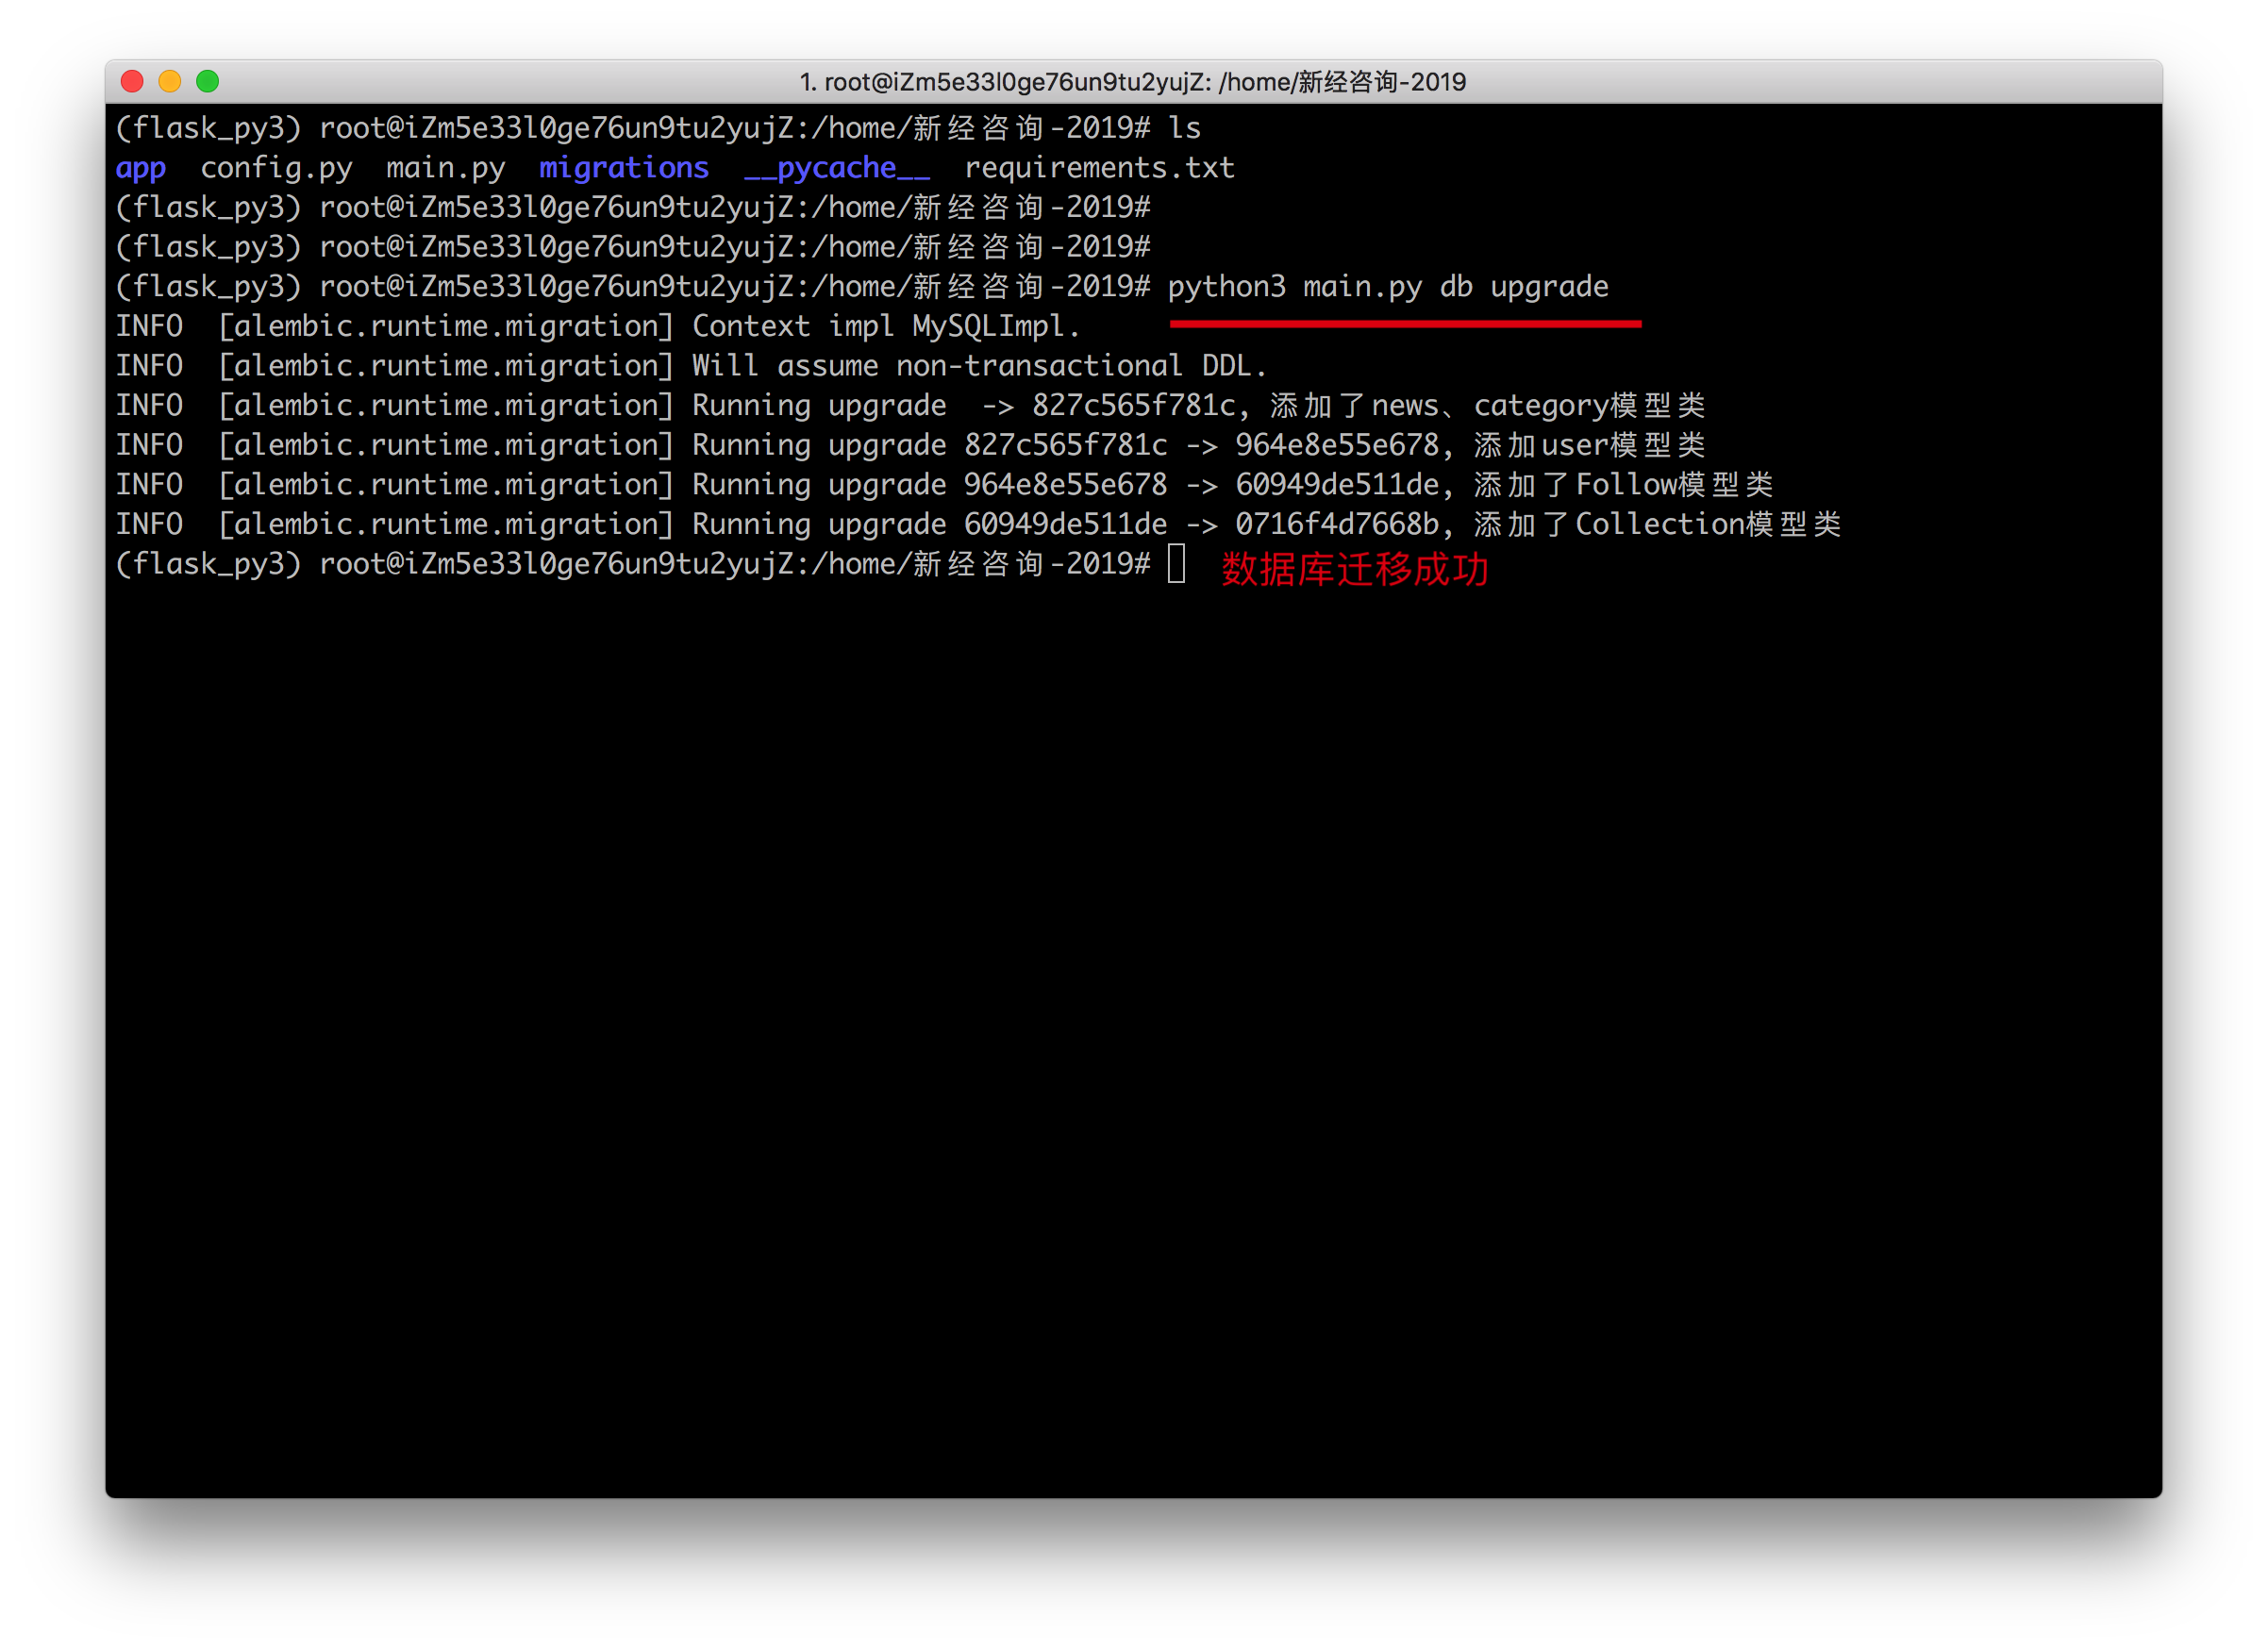 1. root@iZm5e33l0ge76un9tu2yujZ: /home/新经咨询-2019
(flask_py3) root@iZm5e33l0ge76un9tu2yujZ:/home/新经咨询-2019# ls
app  config.py  main.py  migrations  __pycache__  requirements.txt
(flask_py3) root@iZm5e33l0ge76un9tu2yujZ:/home/新经咨询-2019#
(flask_py3) root@iZm5e33l0ge76un9tu2yujZ:/home/新经咨询-2019#
(flask_py3) root@iZm5e33l0ge76un9tu2yujZ:/home/新经咨询-2019# python3 main.py db upgrade
INFO  [alembic.runtime.migration] Context impl MySQLImpl.
INFO  [alembic.runtime.migration] Will assume non-transactional DDL.
INFO  [alembic.runtime.migration] Running upgrade  -> 827c565f781c, 添加了news、category模型类
INFO  [alembic.runtime.migration] Running upgrade 827c565f781c -> 964e8e55e678, 添加user模型类
INFO  [alembic.runtime.migration] Running upgrade 964e8e55e678 -> 60949de511de, 添加了Follow模型类
INFO  [alembic.runtime.migration] Running upgrade 60949de511de -> 0716f4d7668b, 添加了Collection模型类
(flask_py3) root@iZm5e33l0ge76un9tu2yujZ:/home/新经咨询-2019# 数据库迁移成功